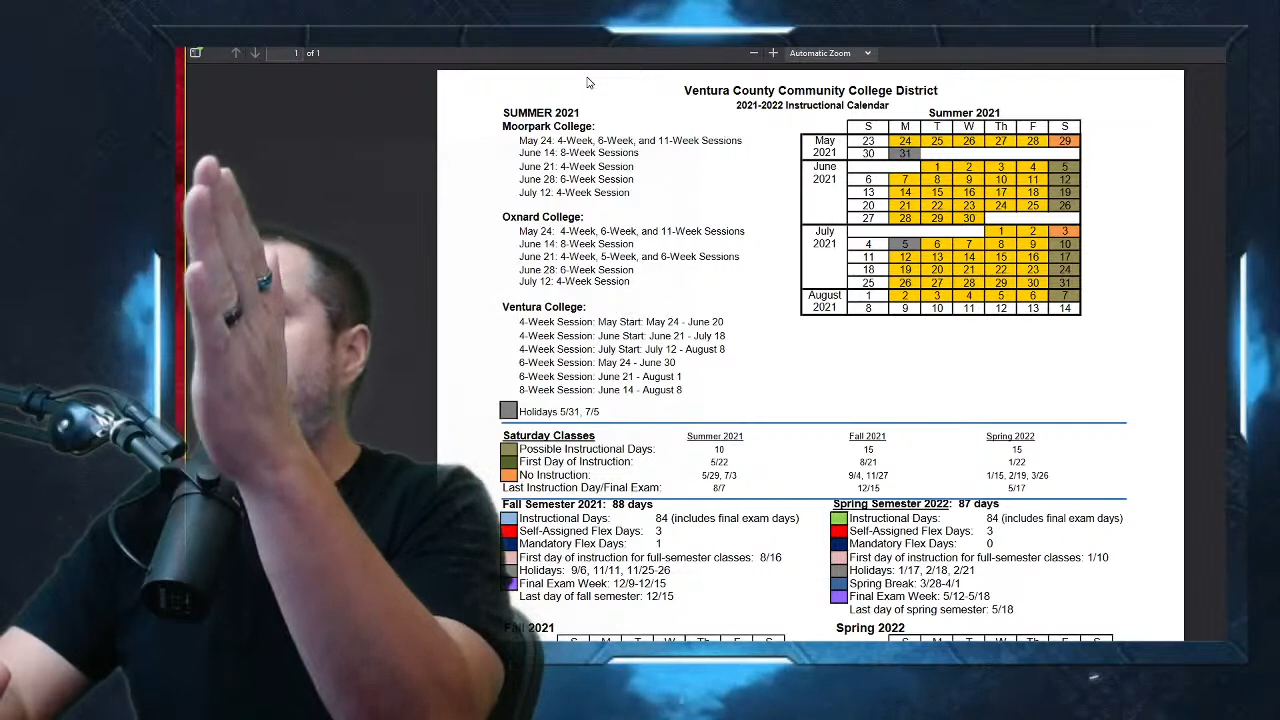 1 of 1
Automatic Zoom
Ventura County Community College District
2021-2022 Instructional Calendar
SUMMER 2021
Moorpark College:
May 24: 4-Week, 6-Week, and 11-Week Sessions
June 14: 8-Week Sessions
June 21: 4-Week Session
June 28: 6-Week Session
July 12: 4-Week Session
Oxnard College:
May 24: 4-Week, 6-Week, and 11-Week Sessions
June 14: 8-Week Session
June 21: 4-Week, 5-Week, and 6-Week Sessions
June 28: 6-Week Session
July 12: 4-Week Session
Ventura College:
4-Week Session: May Start: May 24 - June 20
4-Week Session: June Start: June 21 - July 18
4-Week Session: July Start: July 12 - August 8
6-Week Session: May 24 - June 30
6-Week Session: June 21 - August 1
8-Week Session: June 14 - August 8
Holidays 5/31, 7/5
Summer 2021
S M T W Th F S
May 23 24 25 26 27 28 29
2021 30 31
June 1 2 3 4 5
2021 6 7 8 9 10 11 12
13 14 15 16 17 18 19
20 21 22 23 24 25 26
27 28 29 30
July 1 2 3
2021 4 5 6 7 8 9 10
11 12 13 14 15 16 17
18 19 20 21 22 23 24
25 26 27 28 29 30 31
August 1 2 3 4 5 6 7
2021 8 9 10 11 12 13 14
Saturday Classes Summer 2021 Fall 2021 Spring 2022
Possible Instructional Days: 10 15 15
First Day of Instruction: 5/22 8/21 1/22
No Instruction: 5/29, 7/3 9/4, 11/27 1/15, 2/19, 3/26
Last Instruction Day/Final Exam: 8/7 12/15 5/17
Fall Semester 2021: 88 days
Instructional Days: 84 (includes final exam days)
Self-Assigned Flex Days: 3
Mandatory Flex Days: 1
First day of instruction for full-semester classes: 8/16
Holidays: 9/6, 11/11, 11/25-26
Final Exam Week: 12/9-12/15
Last day of fall semester: 12/15
Spring Semester 2022: 87 days
Instructional Days: 84 (includes final exam days)
Self-Assigned Flex Days: 3
Mandatory Flex Days: 0
First day of instruction for full-semester classes: 1/10
Holidays: 1/17, 2/18, 2/21
Spring Break: 3/28-4/1
Final Exam Week: 5/12-5/18
Last day of spring semester: 5/18
Fall 2021
S M T W Th F S
Spring 2022
S M T W Th F S